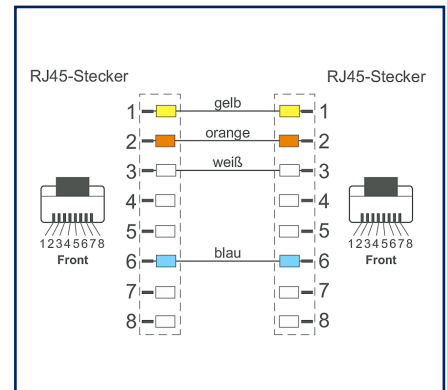 RJ45-Stecker RJ45-Stecker
gelb
1 1
orange
2 2
weiß
3 3
4 4
5 5
12345678 12345678
Front Front
blau
6 6
7 7
8 8